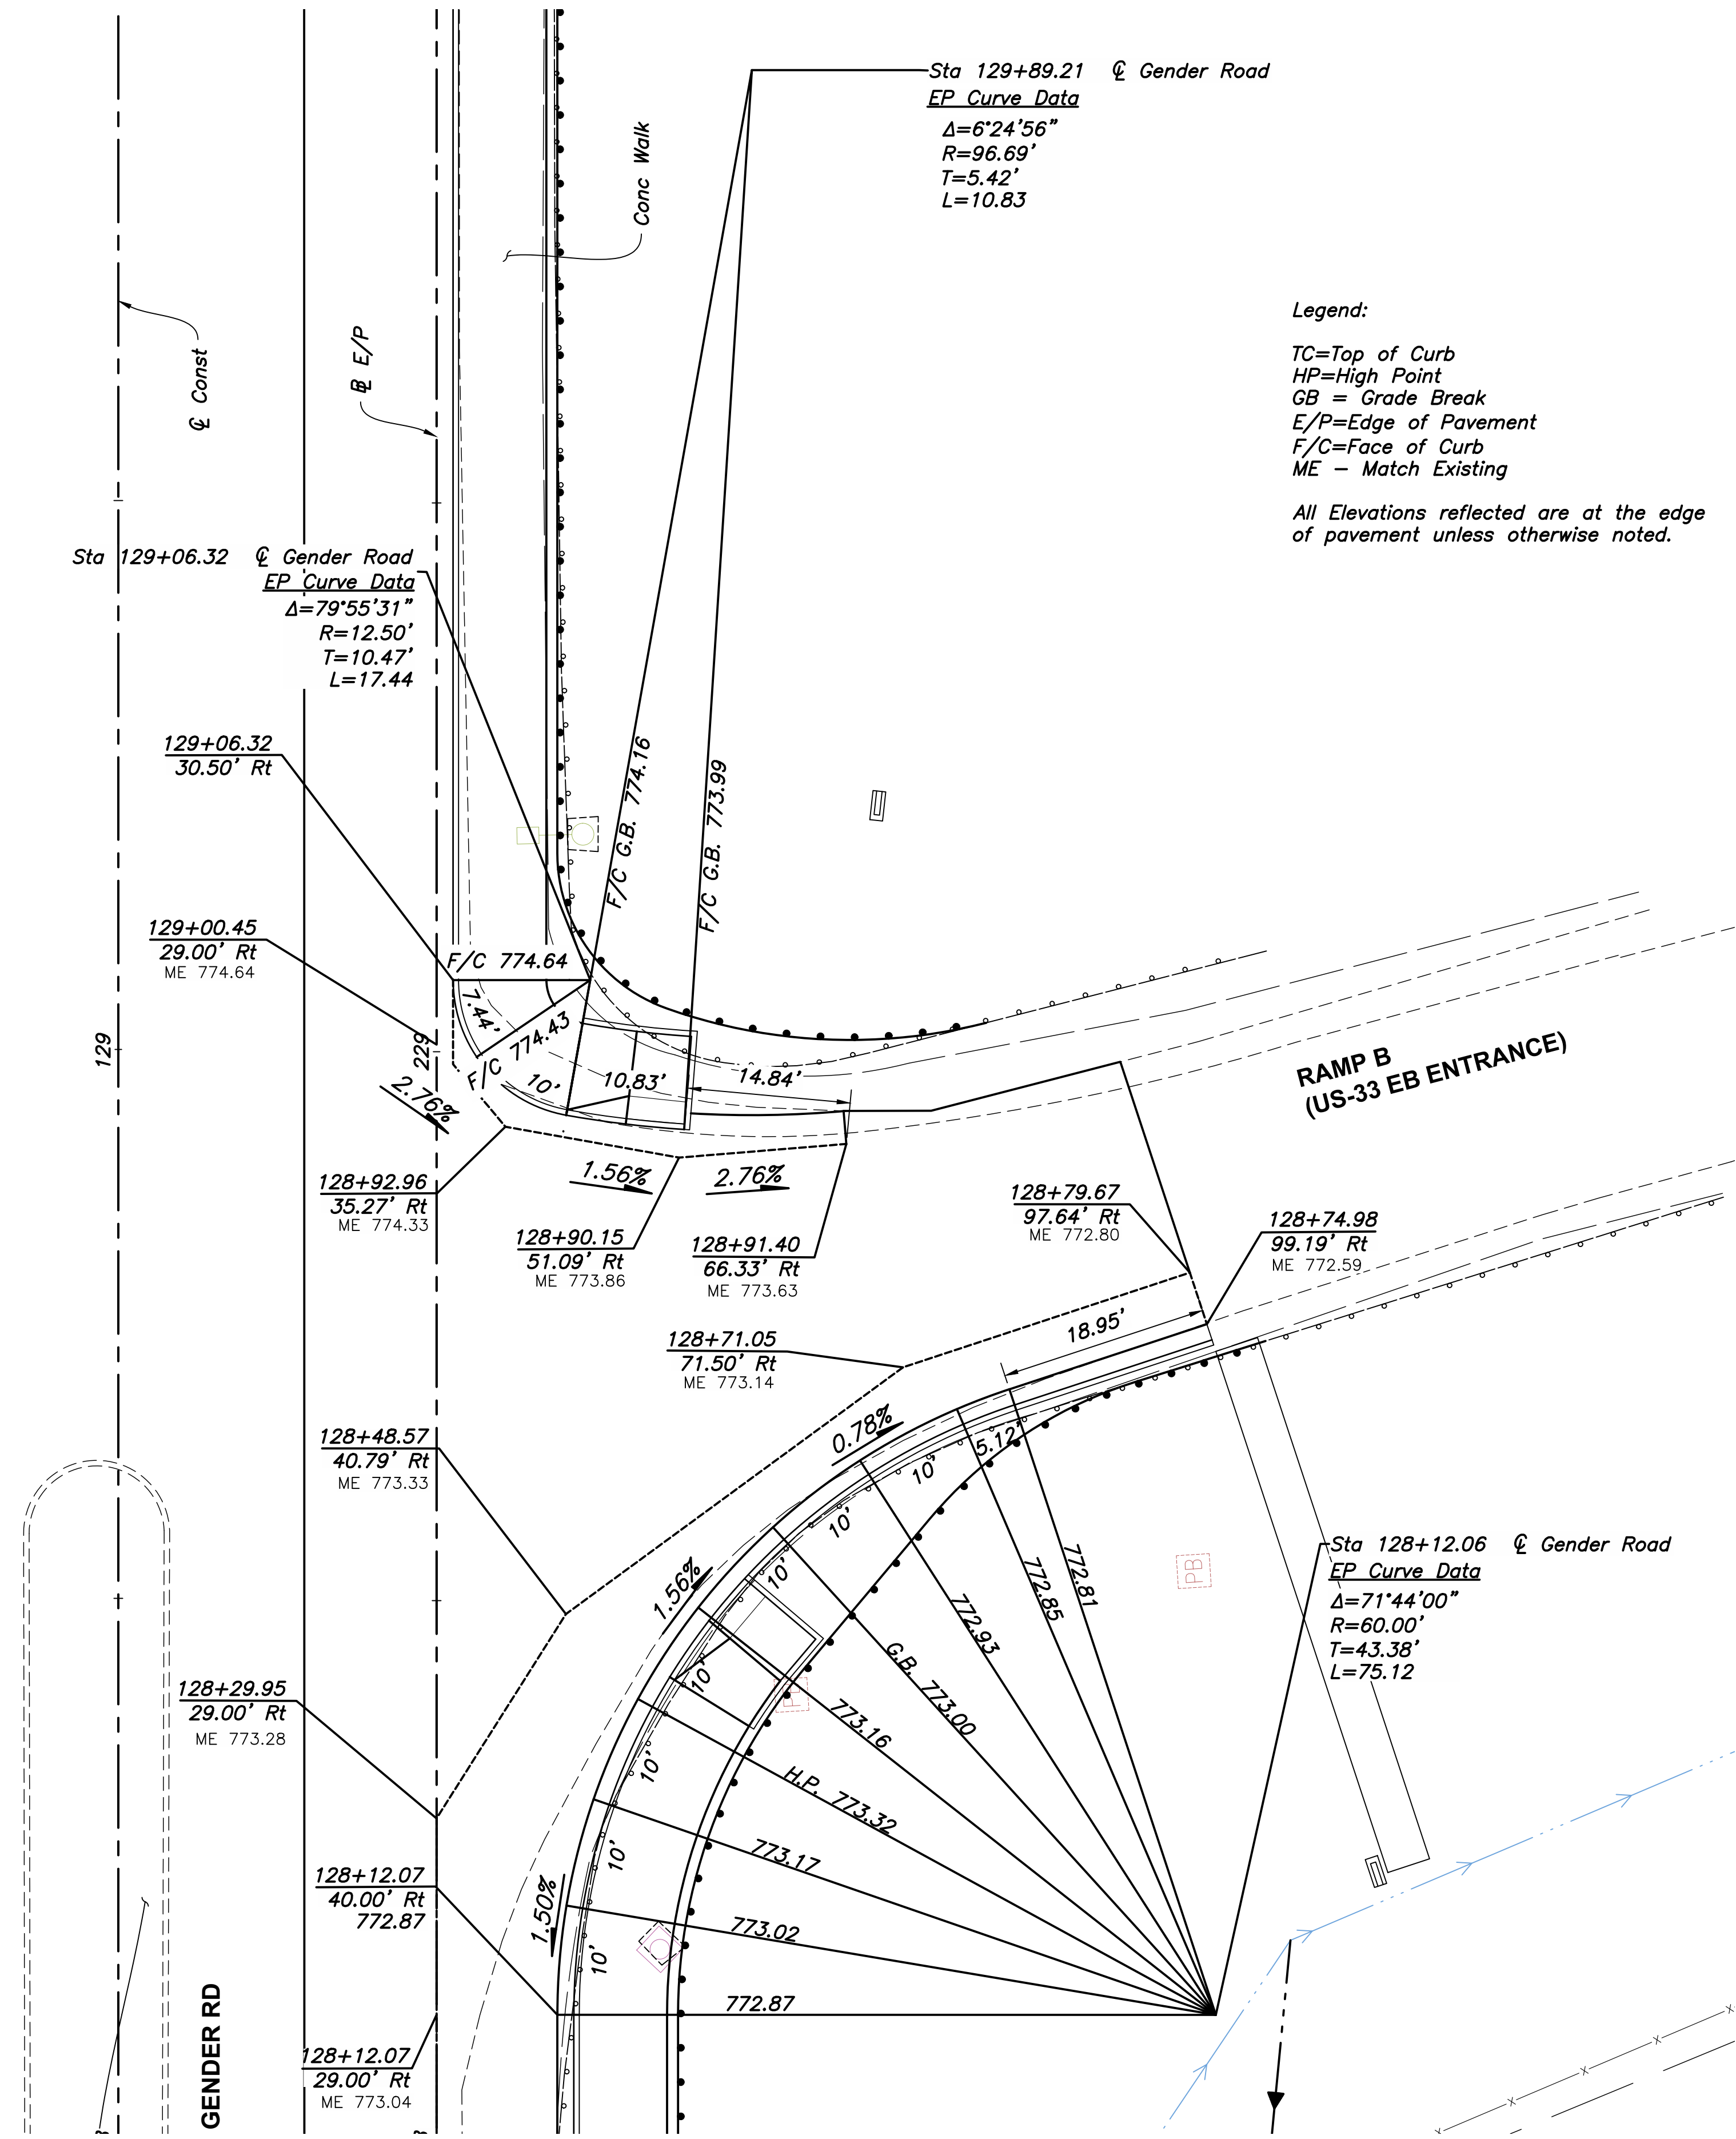 Sta 129+89.21 ℄ Gender Road
EP Curve Data
Δ=6°24'56"
R=96.69'
T=5.42'
L=10.83
Conc Walk
Legend:
TC=Top of Curb
HP=High Point
GB = Grade Break
E/P=Edge of Pavement
F/C=Face of Curb
ME - Match Existing
All Elevations reflected are at the edge
of pavement unless otherwise noted.
℄ Const
BL E/P
Sta 129+06.32 ℄ Gender Road
EP Curve Data
Δ=79°55'31"
R=12.50'
T=10.47'
L=17.44
129+06.32
30.50' Rt
F/C G.B. 774.16
F/C G.B. 773.99
129+00.45
29.00' Rt
ME 774.64
F/C 774.64
7.44'
F/C 774.43
10'
10.83'
14.84'
129
229
2.76%
RAMP B
(US-33 EB ENTRANCE)
128+92.96
35.27' Rt
ME 774.33
1.56%
2.76%
128+90.15
51.09' Rt
ME 773.86
128+91.40
66.33' Rt
ME 773.63
128+79.67
97.64' Rt
ME 772.80
128+74.98
99.19' Rt
ME 772.59
18.95'
128+71.05
71.50' Rt
ME 773.14
0.78%
128+48.57
40.79' Rt
ME 773.33
5.12'
10'
10'
10'
10'
10'
10'
10'
1.56%
772.81
772.85
772.93
G.B. 773.00
773.16
H.P. 773.32
773.17
773.02
772.87
PB
PB
Sta 128+12.06 ℄ Gender Road
EP Curve Data
Δ=71°44'00"
R=60.00'
T=43.38'
L=75.12
128+29.95
29.00' Rt
ME 773.28
128+12.07
40.00' Rt
772.87
1.50%
128+12.07
29.00' Rt
ME 773.04
GENDER RD